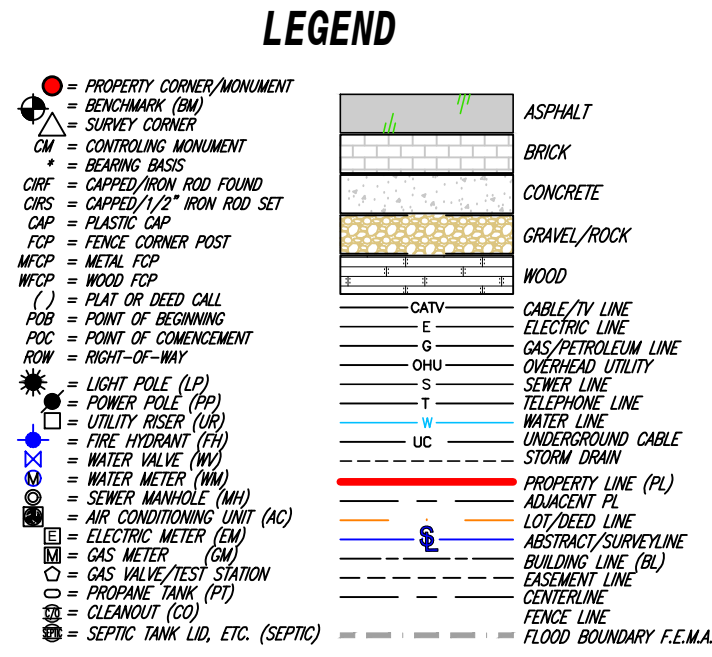 LEGEND
= PROPERTY CORNER/MONUMENT
= BENCHMARK (BM)
= SURVEY CORNER
CM = CONTROLING MONUMENT
* = BEARING BASIS
CIRF = CAPPED/IRON ROD FOUND
CIRS = CAPPED/1/2" IRON ROD SET
CAP = PLASTIC CAP
FCP = FENCE CORNER POST
MFCP = METAL FCP
WFCP = WOOD FCP
( ) = PLAT OR DEED CALL
POB = POINT OF BEGINNING
POC = POINT OF COMENCEMENT
ROW = RIGHT-OF-WAY
= LIGHT POLE (LP)
= POWER POLE (PP)
= UTILITY RISER (UR)
= FIRE HYDRANT (FH)
= WATER VALVE (WV)
M = WATER METER (WM)
= SEWER MANHOLE (MH)
= AIR CONDITIONING UNIT (AC)
E = ELECTRIC METER (EM)
M = GAS METER (GM)
= GAS VALVE/TEST STATION
= PROPANE TANK (PT)
C/O = CLEANOUT (CO)
SEPTIC = SEPTIC TANK LID, ETC. (SEPTIC)
ASPHALT
BRICK
CONCRETE
GRAVEL/ROCK
WOOD
CATV CABLE/TV LINE
E ELECTRIC LINE
G GAS/PETROLEUM LINE
OHU OVERHEAD UTILITY
S SEWER LINE
T TELEPHONE LINE
W WATER LINE
UC UNDERGROUND CABLE
STORM DRAIN
PROPERTY LINE (PL)
ADJACENT PL
LOT/DEED LINE
SL ABSTRACT/SURVEYLINE
BUILDING LINE (BL)
EASEMENT LINE
CENTERLINE
FENCE LINE
FLOOD BOUNDARY F.E.M.A.